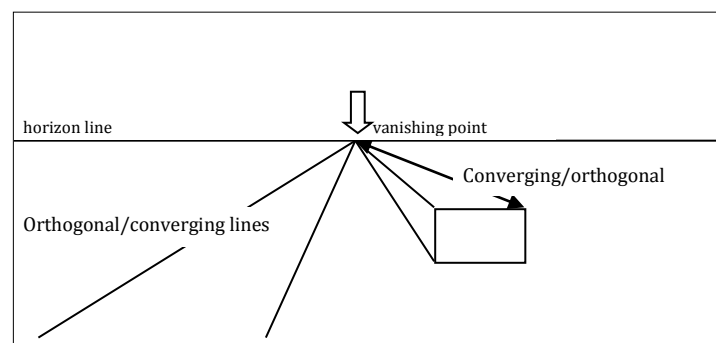 horizon line
vanishing point
Converging/orthogonal
Orthogonal/converging lines